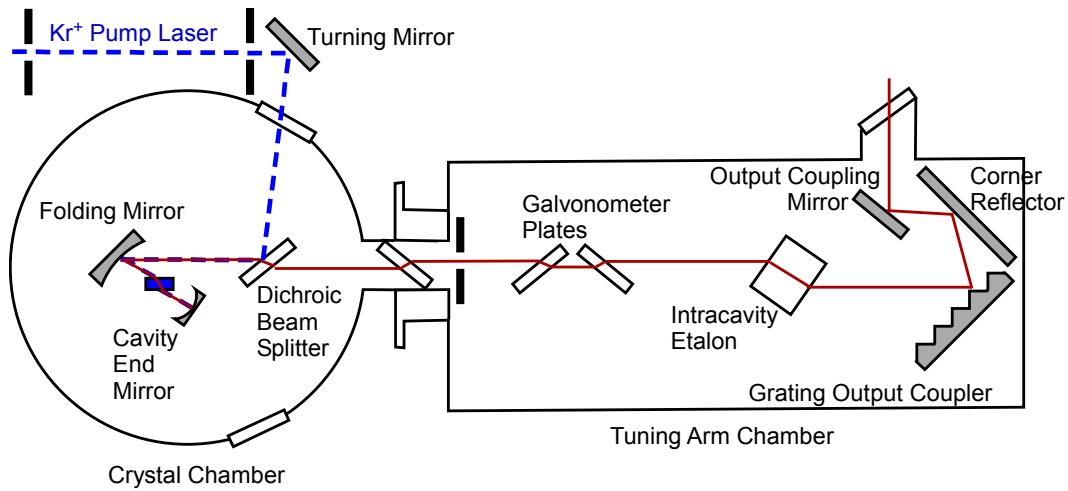 Kr⁺ Pump Laser
Turning Mirror
Folding Mirror
Cavity
End
Mirror
Dichroic
Beam
Splitter
Crystal Chamber
Galvonometer
Plates
Output Coupling
Mirror
Corner
Reflector
Intracavity
Etalon
Grating Output Coupler
Tuning Arm Chamber